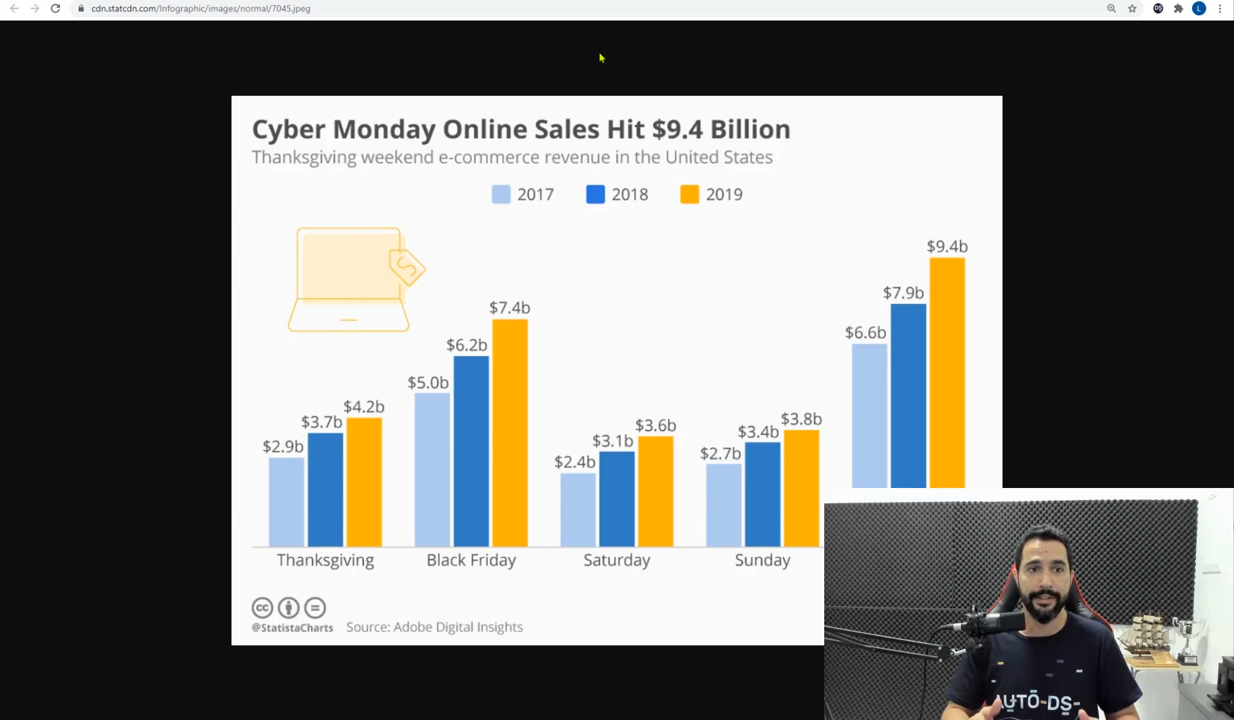 cdn.statcdn.com/Infographic/images/normal/7045.jpeg
L
Cyber Monday Online Sales Hit $9.4 Billion
Thanksgiving weekend e-commerce revenue in the United States
2017 2018 2019
$9.4b
$7.9b
$7.4b
$6.6b
$6.2b
$5.0b
$4.2b
$3.7b
$2.9b
$3.6b
$3.1b
$2.4b
$3.8b
$3.4b
$2.7b
Thanksgiving Black Friday Saturday Sunday
@StatistaCharts Source: Adobe Digital Insights
AUTO-DS-